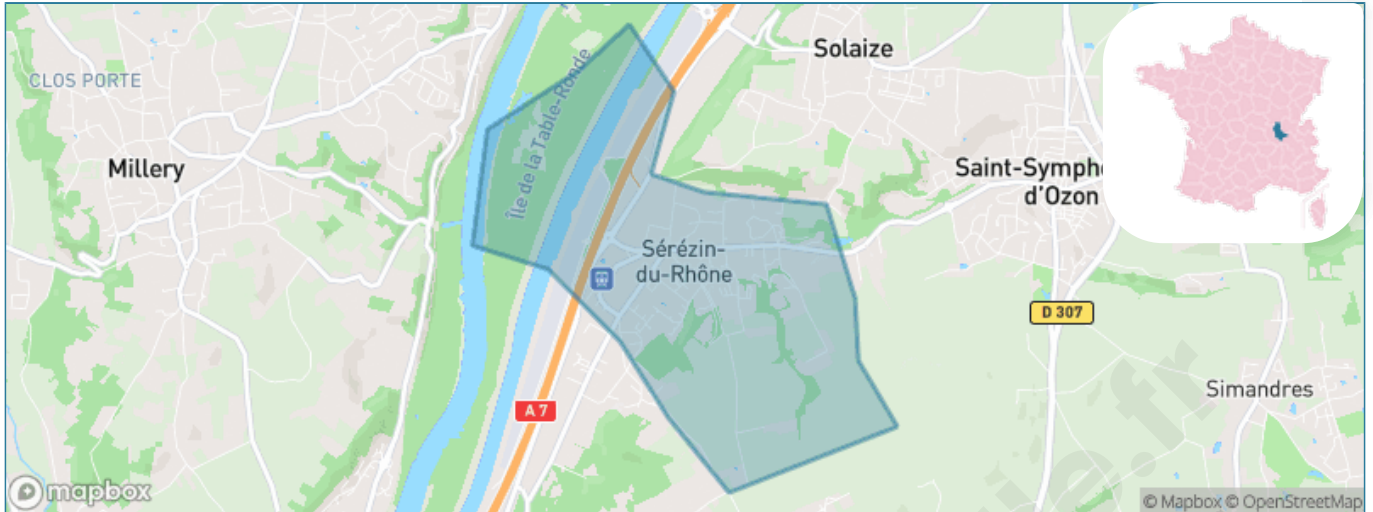 Solaize
CLOS PORTE
Île de la Table-Ronde
Millery
Saint-Symph
d'Ozon
Sérézin-
du-Rhône
D 307
Simandres
A 7
e.fr
mapbox
© Mapbox © OpenStreetMap